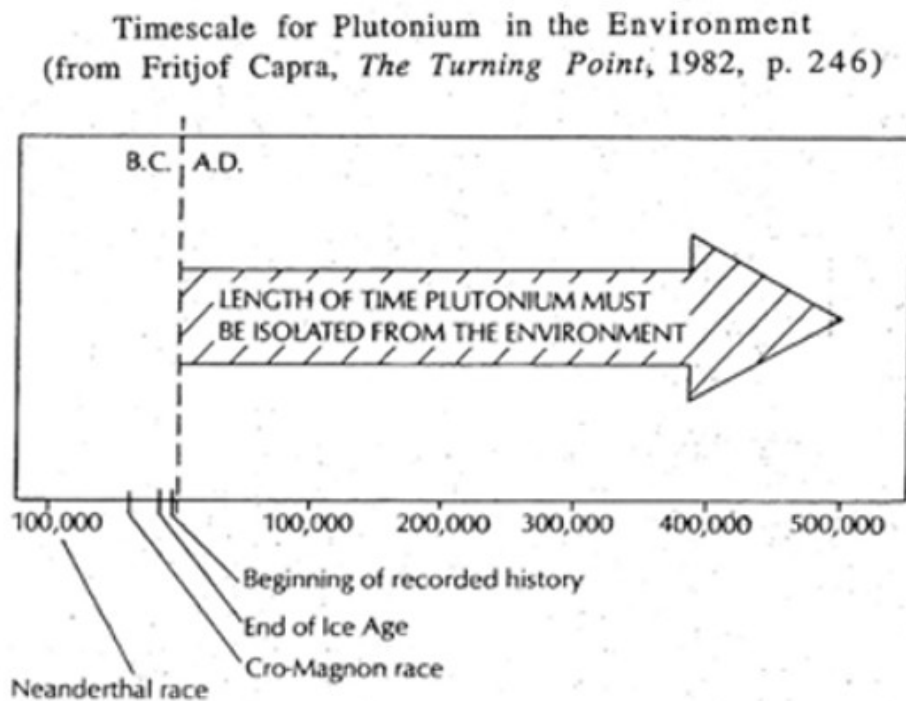 Timescale for Plutonium in the Environment
(from Fritjof Capra, The Turning Point, 1982, p. 246)
B.C. A.D.
LENGTH OF TIME PLUTONIUM MUST
BE ISOLATED FROM THE ENVIRONMENT
100,000 100,000 200,000 300,000 400,000 500,000
Beginning of recorded history
End of Ice Age
Cro-Magnon race
Neanderthal race